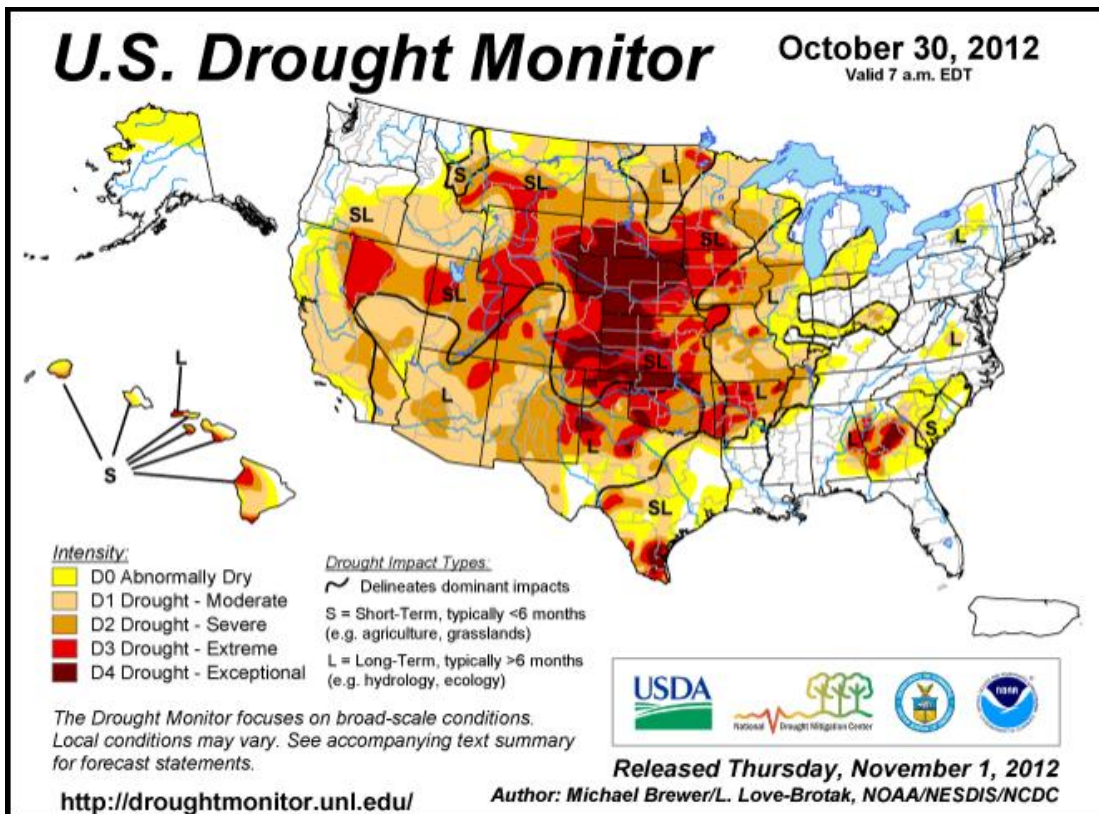 U.S. Drought Monitor
October 30, 2012
Valid 7 a.m. EDT
S
SL
L
SL
SL
SL
L
L
L
SL
L
L
L
L
S
SL
L
S
Intensity:
D0 Abnormally Dry
D1 Drought - Moderate
D2 Drought - Severe
D3 Drought - Extreme
D4 Drought - Exceptional
Drought Impact Types:
Delineates dominant impacts
S = Short-Term, typically <6 months
(e.g. agriculture, grasslands)
L = Long-Term, typically >6 months
(e.g. hydrology, ecology)
The Drought Monitor focuses on broad-scale conditions.
Local conditions may vary. See accompanying text summary
for forecast statements.
http://droughtmonitor.unl.edu/
USDA
National Drought Mitigation Center
NOAA
Released Thursday, November 1, 2012
Author: Michael Brewer/L. Love-Brotak, NOAA/NESDIS/NCDC